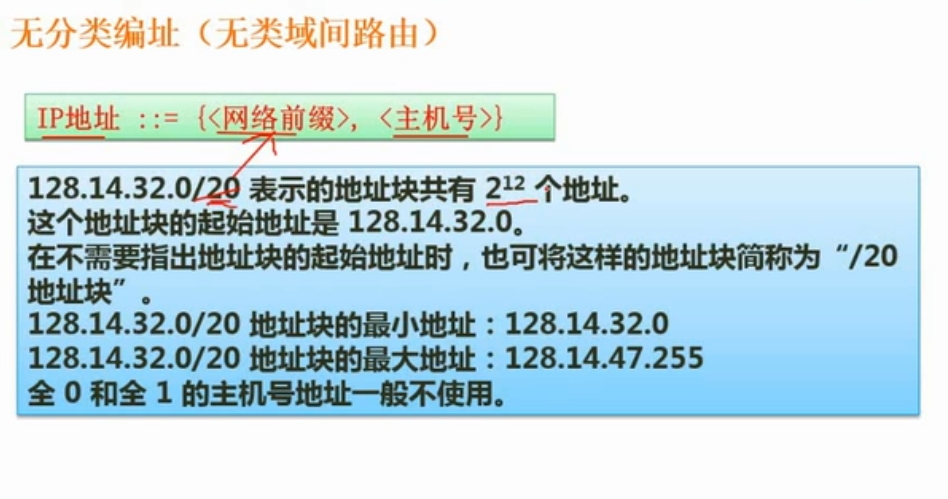 无分类编址（无类域间路由）
IP地址 ::= {<网络前缀>, <主机号>}
128.14.32.0/20 表示的地址块共有 2¹² 个地址。
这个地址块的起始地址是 128.14.32.0。
在不需要指出地址块的起始地址时，也可将这样的地址块简称为“/20
地址块”。
128.14.32.0/20 地址块的最小地址：128.14.32.0
128.14.32.0/20 地址块的最大地址：128.14.47.255
全 0 和全 1 的主机号地址一般不使用。